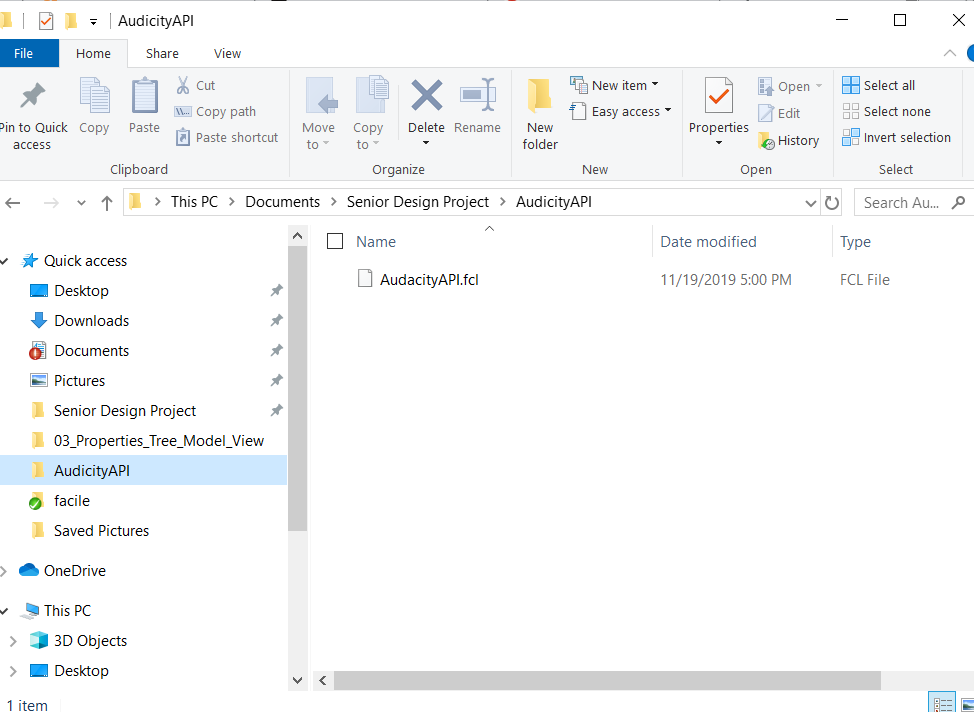 AudicityAPI
File Home Share View
Pin to Quick access
Copy
Paste
Cut
Copy path
Paste shortcut
Clipboard
Move to
Copy to
Delete
Rename
Organize
New folder
New item
Easy access
New
Properties
Open
Edit
History
Open
Select all
Select none
Invert selection
Select
This PC > Documents > Senior Design Project > AudicityAPI
Search Au...
Name Date modified Type
AudacityAPI.fcl 11/19/2019 5:00 PM FCL File
Quick access
Desktop
Downloads
Documents
Pictures
Senior Design Project
03_Properties_Tree_Model_View
AudicityAPI
facile
Saved Pictures
OneDrive
This PC
3D Objects
Desktop
1 item